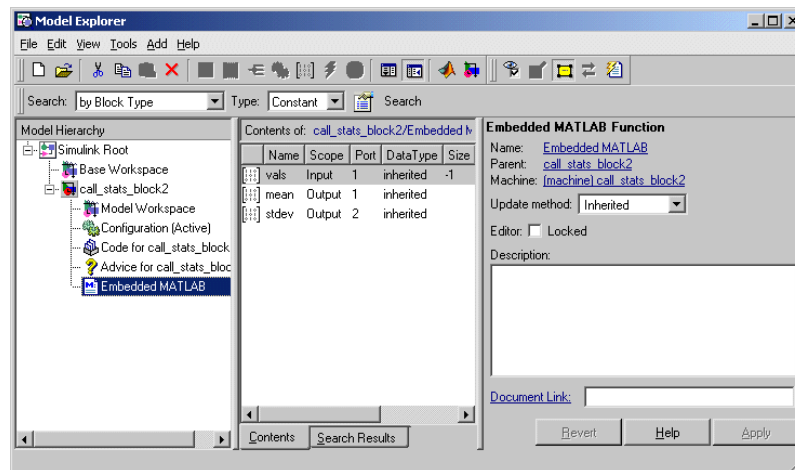 Model Explorer
File Edit View Tools Add Help
Search: by Block Type Type: Constant Search
Model Hierarchy
Simulink Root
Base Workspace
call_stats_block2
Model Workspace
Configuration (Active)
Code for call_stats_block
Advice for call_stats_bloc
Embedded MATLAB
Contents of: call_stats_block2/Embedded M
Name Scope Port DataType Size
vals Input 1 inherited -1
mean Output 1 inherited
stdev Output 2 inherited
Contents Search Results
Embedded MATLAB Function
Name: Embedded MATLAB
Parent: call_stats_block2
Machine: (machine) call_stats_block2
Update method: Inherited
Editor: Locked
Description:
Document Link:
Revert Help Apply